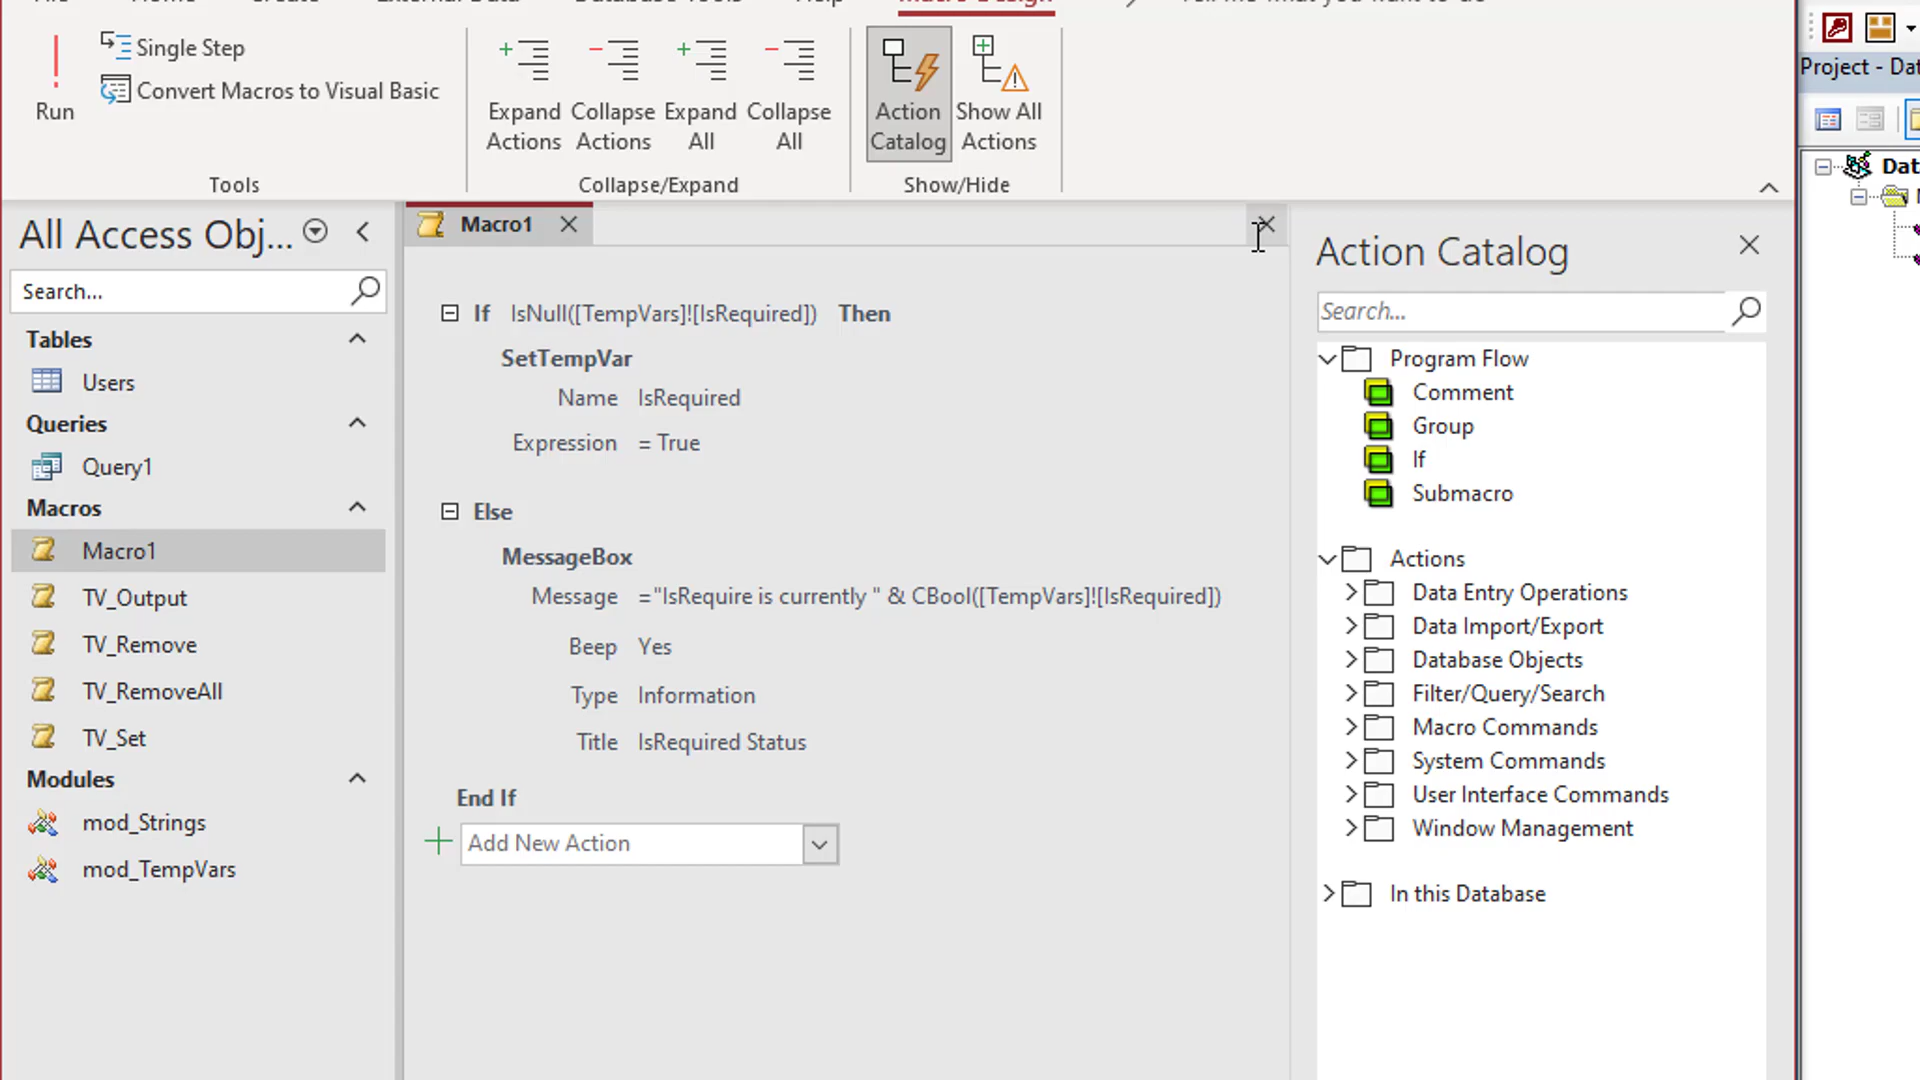 Single Step
Convert Macros to Visual Basic
Run
Tools
Expand Actions
Collapse Actions
Expand All
Collapse All
Collapse/Expand
Action Catalog
Show All Actions
Show/Hide
All Access Obj...
Search...
Tables
Users
Queries
Query1
Macros
Macro1
TV_Output
TV_Remove
TV_RemoveAll
TV_Set
Modules
mod_Strings
mod_TempVars
Macro1
If IsNull([TempVars]![IsRequired]) Then
SetTempVar
Name IsRequired
Expression = True
Else
MessageBox
Message ="IsRequire is currently " & CBool([TempVars]![IsRequired])
Beep Yes
Type Information
Title IsRequired Status
End If
Add New Action
Action Catalog
Search...
Program Flow
Comment
Group
If
Submacro
Actions
Data Entry Operations
Data Import/Export
Database Objects
Filter/Query/Search
Macro Commands
System Commands
User Interface Commands
Window Management
In this Database
Project - Dat
Dat